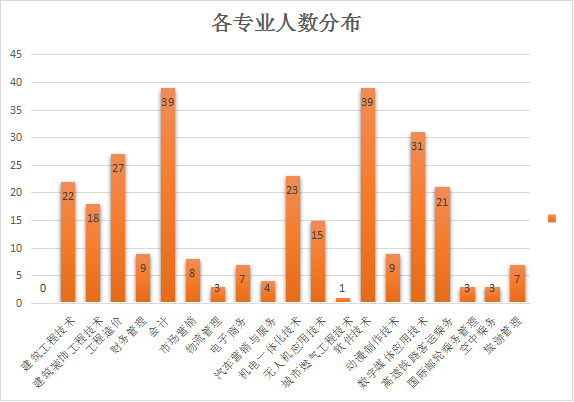 各专业人数分布
45
40
35
30
25
20
15
10
5
0
0
22
18
27
9
39
8
3
7
4
23
15
1
39
9
31
21
3
3
7
建筑工程技术
建筑装饰工程技术
工程造价
财务管理
会计
市场营销
物流管理
电子商务
汽车营销与服务
机电一体化技术
无人机应用技术
城市燃气工程技术
软件技术
动漫制作技术
数字媒体应用技术
高速铁路客运乘务
国际邮轮乘务管理
空中乘务
旅游管理